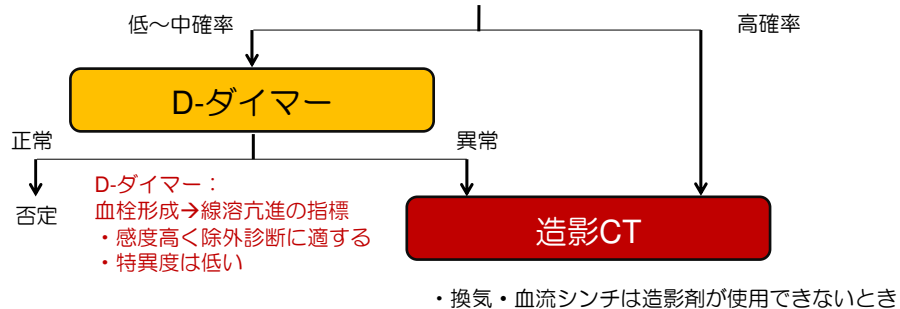 低～中確率
高確率
D-ダイマー
正常
異常
否定
D-ダイマー：
血栓形成→線溶亢進の指標
・感度高く除外診断に適する
・特異度は低い
造影CT
・換気・血流シンチは造影剤が使用できないとき